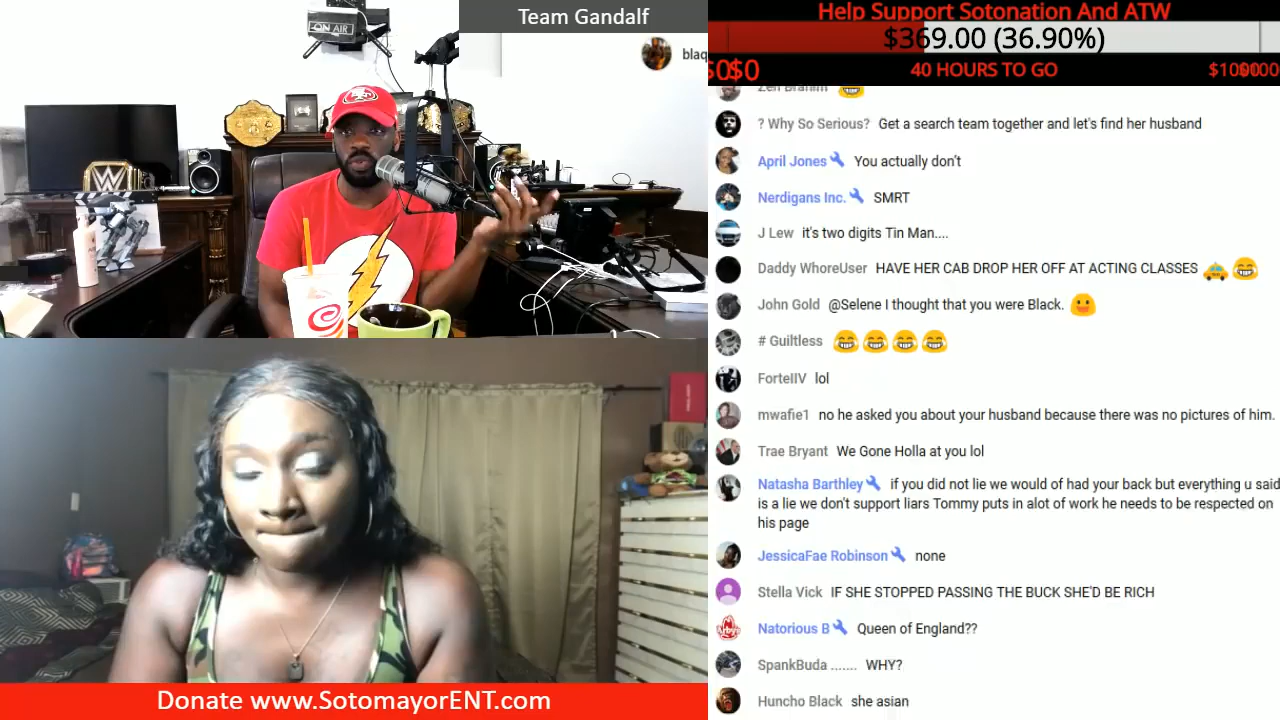 Team Gandalf
ON AIR
blaq
W
Help Support Sotonation And ATW
$369.00 (36.90%)
$0
40 HOURS TO GO
Zen Brahim
? Why So Serious? Get a search team together and let's find her husband
April Jones You actually don't
Nerdigans Inc. SMRT
J Lew it's two digits Tin Man....
Daddy WhoreUser HAVE HER CAB DROP HER OFF AT ACTING CLASSES 🚕 😂
John Gold @Selene I thought that you were Black. 😛
# Guiltless 😂😂😂😂
ForteIIV lol
mwafie1 no he asked you about your husband because there was no pictures of him.
Trae Bryant We Gone Holla at you lol
Natasha Barthley if you did not lie we would of had your back but everything u said
is a lie we don't support liars Tommy puts in alot of work he needs to be respected on
his page
JessicaFae Robinson none
Stella Vick IF SHE STOPPED PASSING THE BUCK SHE'D BE RICH
Natorious B Queen of England??
SpankBuda ....... WHY?
Huncho Black she asian
Donate www.SotomayorENT.com